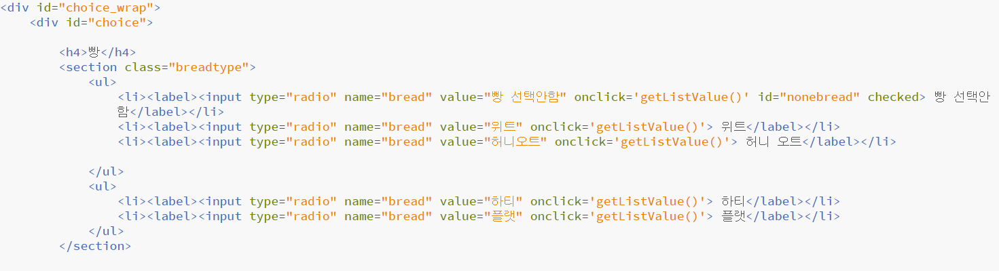 <div id="choice_wrap">
<div id="choice">
<h4>빵</h4>
<section class="breadtype">
<ul>
<li><label><input type="radio" name="bread" value="빵 선택안함" onclick='getListValue()' id="nonebread" checked> 빵 선택안
함</label></li>
<li><label><input type="radio" name="bread" value="위트" onclick='getListValue()'> 위트</label></li>
<li><label><input type="radio" name="bread" value="허니오트" onclick='getListValue()'> 허니 오트</label></li>
</ul>
<ul>
<li><label><input type="radio" name="bread" value="하티" onclick='getListValue()'> 하티</label></li>
<li><label><input type="radio" name="bread" value="플랫" onclick='getListValue()'> 플랫</label></li>
</ul>
</section>